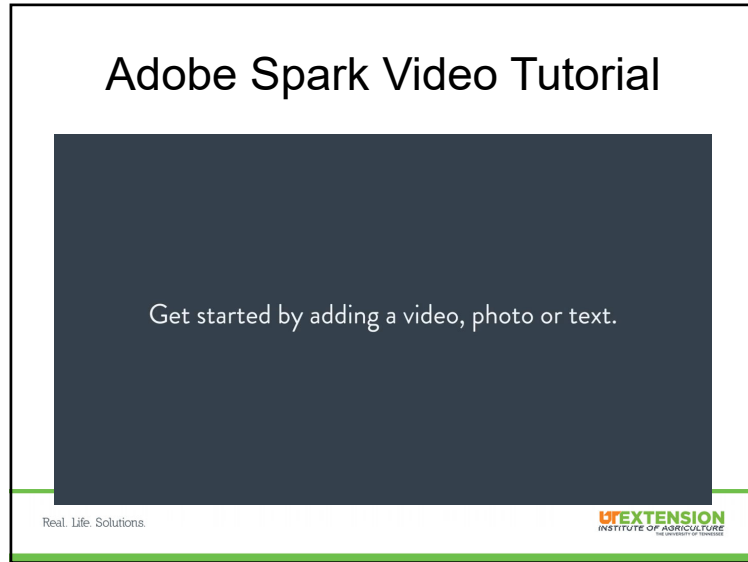 Adobe Spark Video Tutorial
Get started by adding a video, photo or text.
Real. Life. Solutions.
UTEXTENSION
INSTITUTE OF AGRICULTURE
THE UNIVERSITY OF TENNESSEE